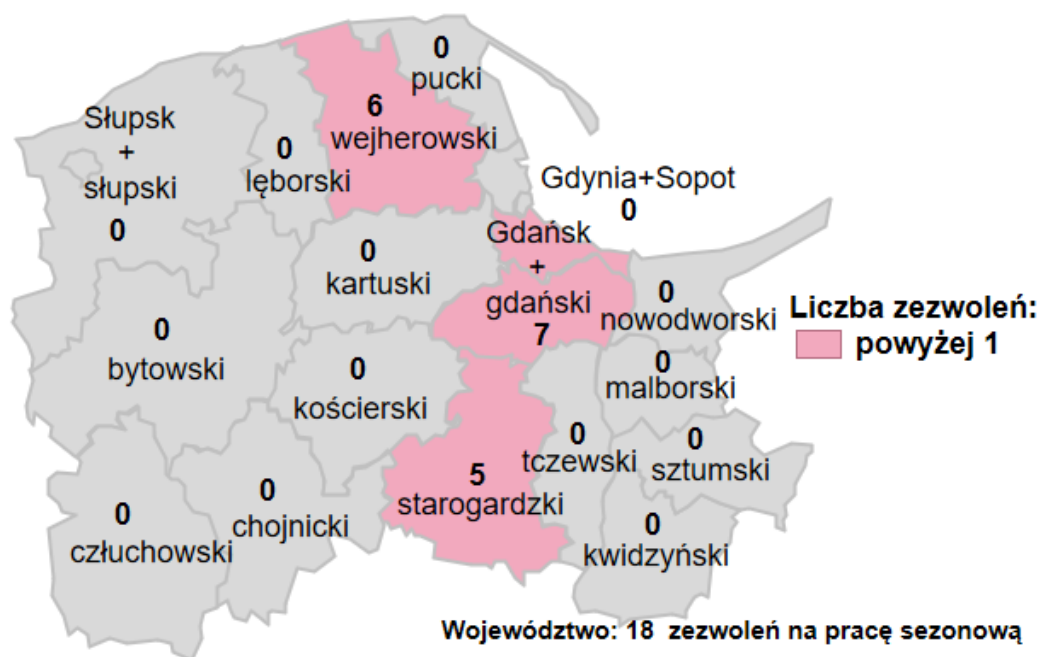 0
pucki
6
wejherowski
Słupsk
+
słupski
0
0
lęborski
Gdynia+Sopot
0
Gdańsk
+
gdański
7
0
kartuski
0
nowodworski
Liczba zezwoleń:
powyżej 1
0
bytowski
0
kościerski
0
malborski
0
tczewski
0
sztumski
5
starogardzki
0
człuchowski
0
chojnicki
0
kwidzyński
Województwo: 18 zezwoleń na pracę sezonową